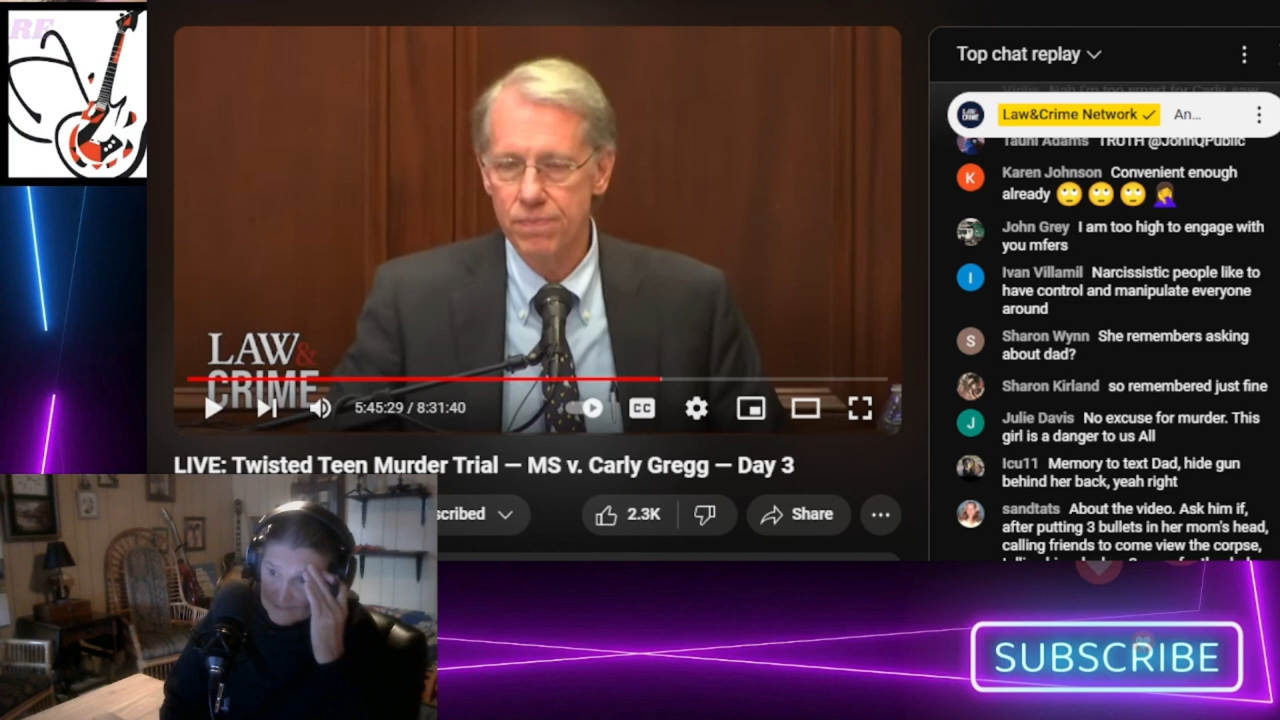 RE
Top chat replay
Law&Crime Network An...
Tauni Adams TRUTH @JohnQPublic
K Karen Johnson Convenient enough
already
John Grey I am too high to engage with
you mfers
I Ivan Villamil Narcissistic people like to
have control and manipulate everyone
around
S Sharon Wynn She remembers asking
about dad?
Sharon Kirland so remembered just fine
J Julie Davis No excuse for murder. This
girl is a danger to us All
Icu11 Memory to text Dad, hide gun
behind her back, yeah right
sandtats About the video. Ask him if,
after putting 3 bullets in her mom's head,
calling friends to come view the corpse,
LAW&
CRIME
5:45:29 / 8:31:40
CC
LIVE: Twisted Teen Murder Trial — MS v. Carly Gregg — Day 3
scribed
2.3K
Share
SUBSCRIBE